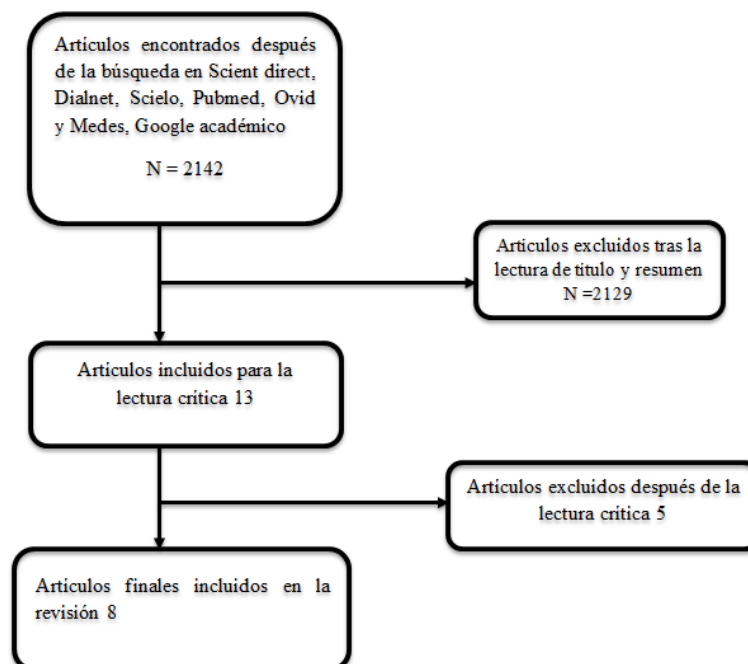 Artículos encontrados después
de la búsqueda en Scient direct,
Dialnet, Scielo, Pubmed, Ovid
y Medes, Google académico
N = 2142
Artículos excluidos tras la
lectura de titulo y resumen
N =2129
Artículos incluidos para la
lectura crítica 13
Artículos excluidos después de la
lectura crítica 5
Artículos finales incluidos en la
revisión 8